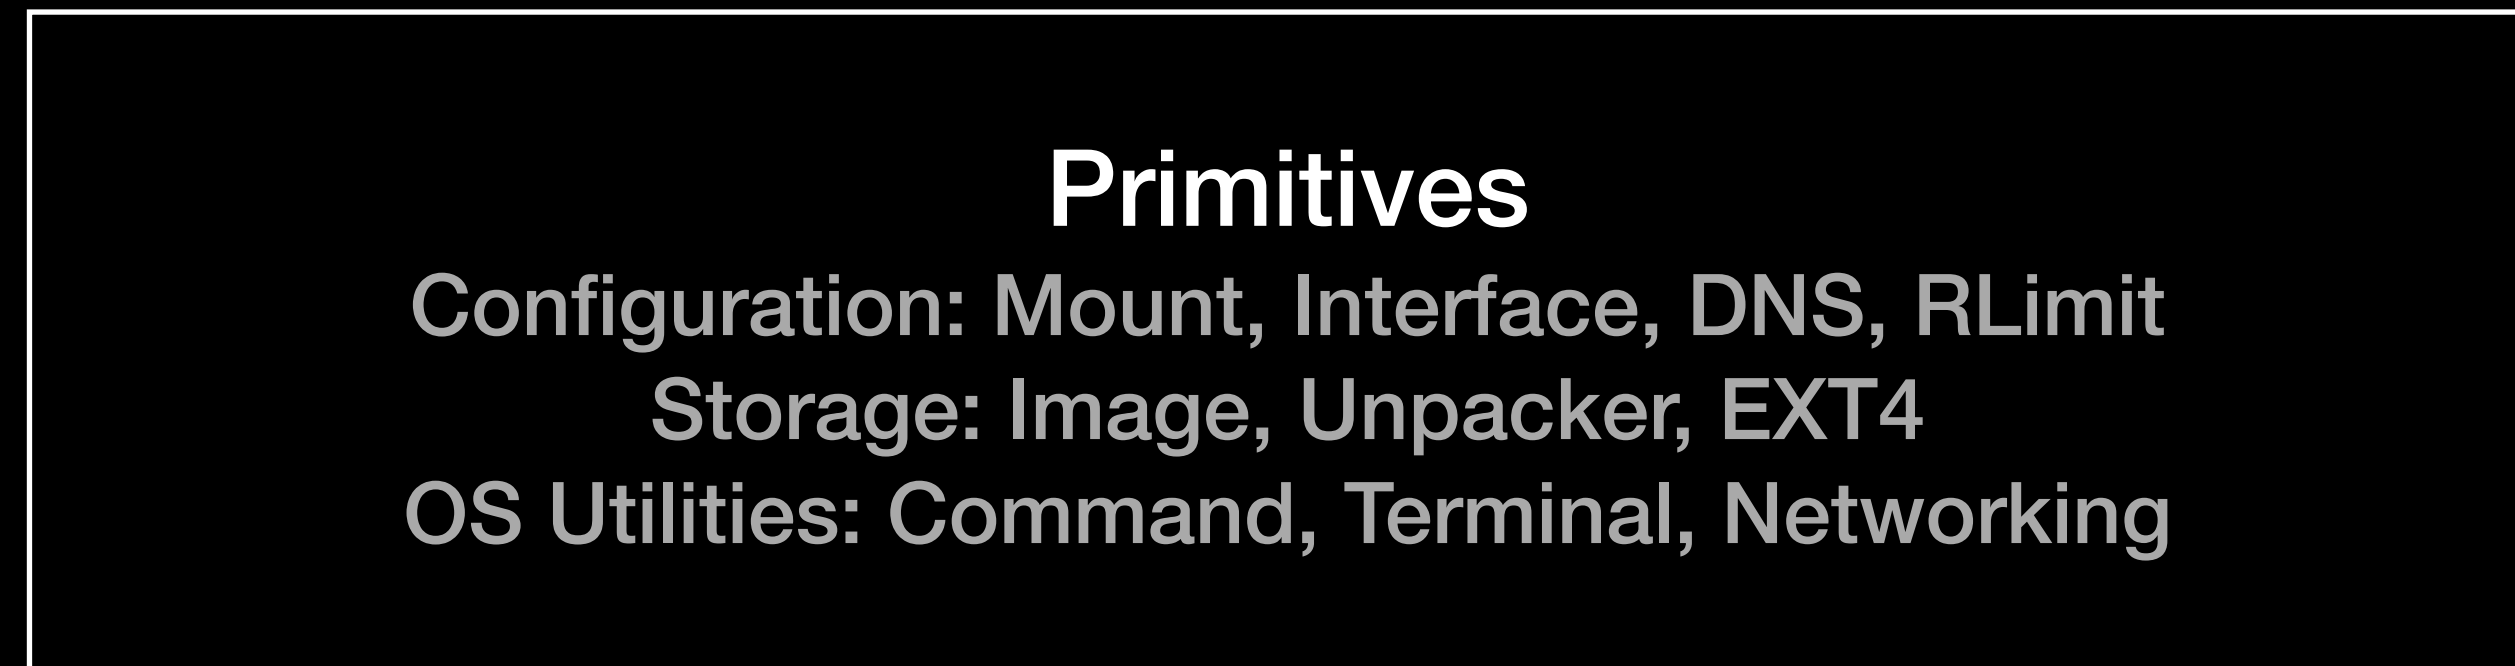 Primitives
Configuration: Mount, Interface, DNS, RLimit
Storage: Image, Unpacker, EXT4
OS Utilities: Command, Terminal, Networking